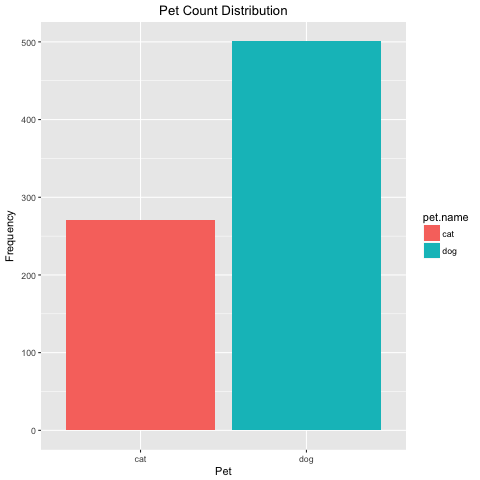 Pet Count Distribution
Frequency
500
400
300
200
100
0
cat
dog
Pet
pet.name
cat
dog